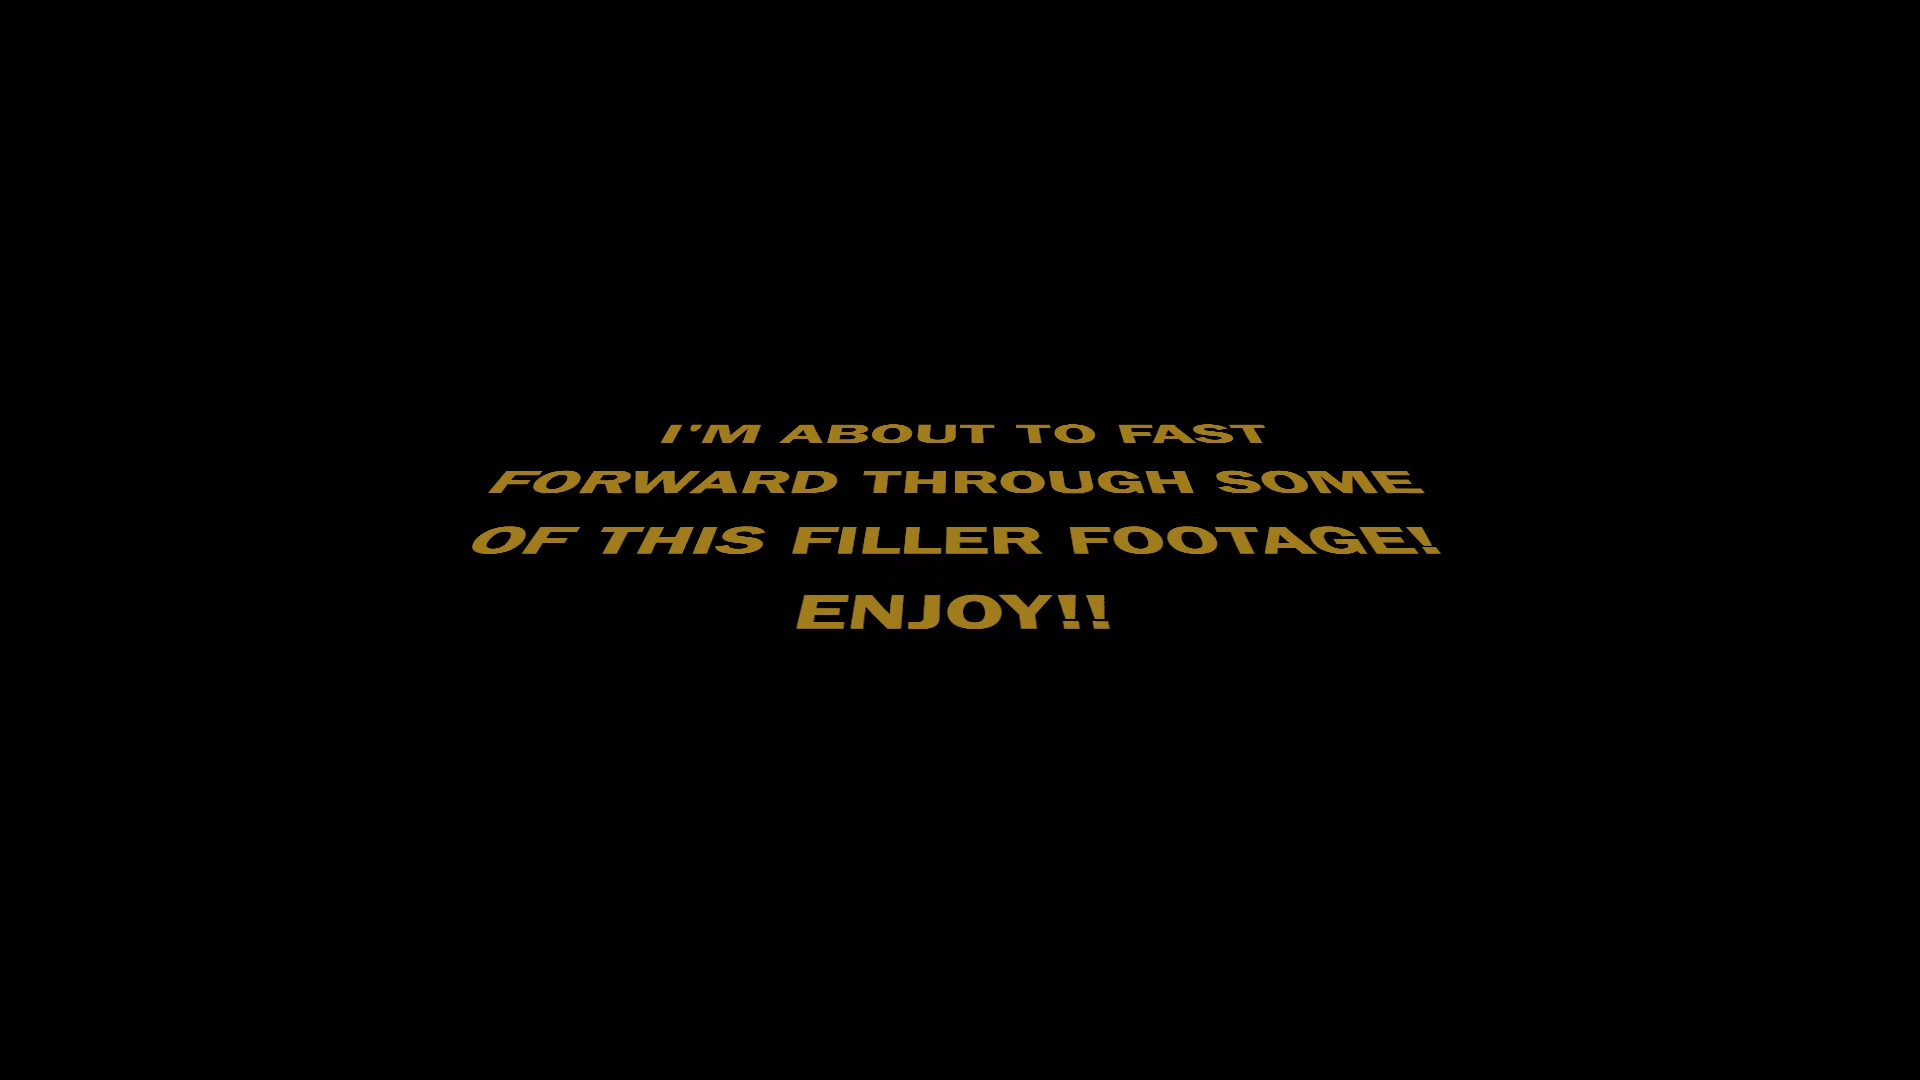 I'M ABOUT TO FAST
FORWARD THROUGH SOME
OF THIS FILLER FOOTAGE!
ENJOY!!